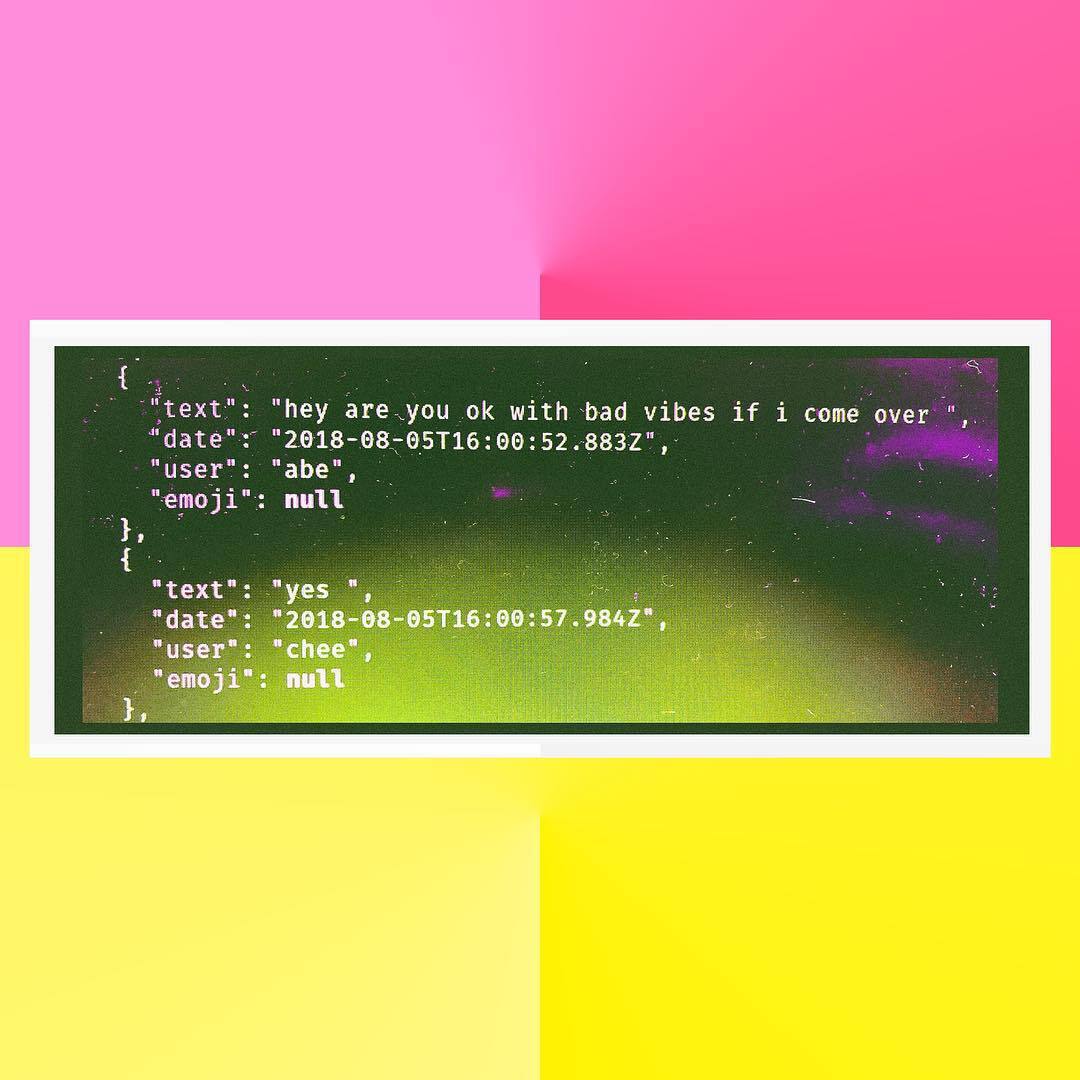 {
"text": "hey are you ok with bad vibes if i come over ",
"date": "2018-08-05T16:00:52.883Z",
"user": "abe",
"emoji": null
},
{
"text": "yes ",
"date": "2018-08-05T16:00:57.984Z",
"user": "chee",
"emoji": null
},